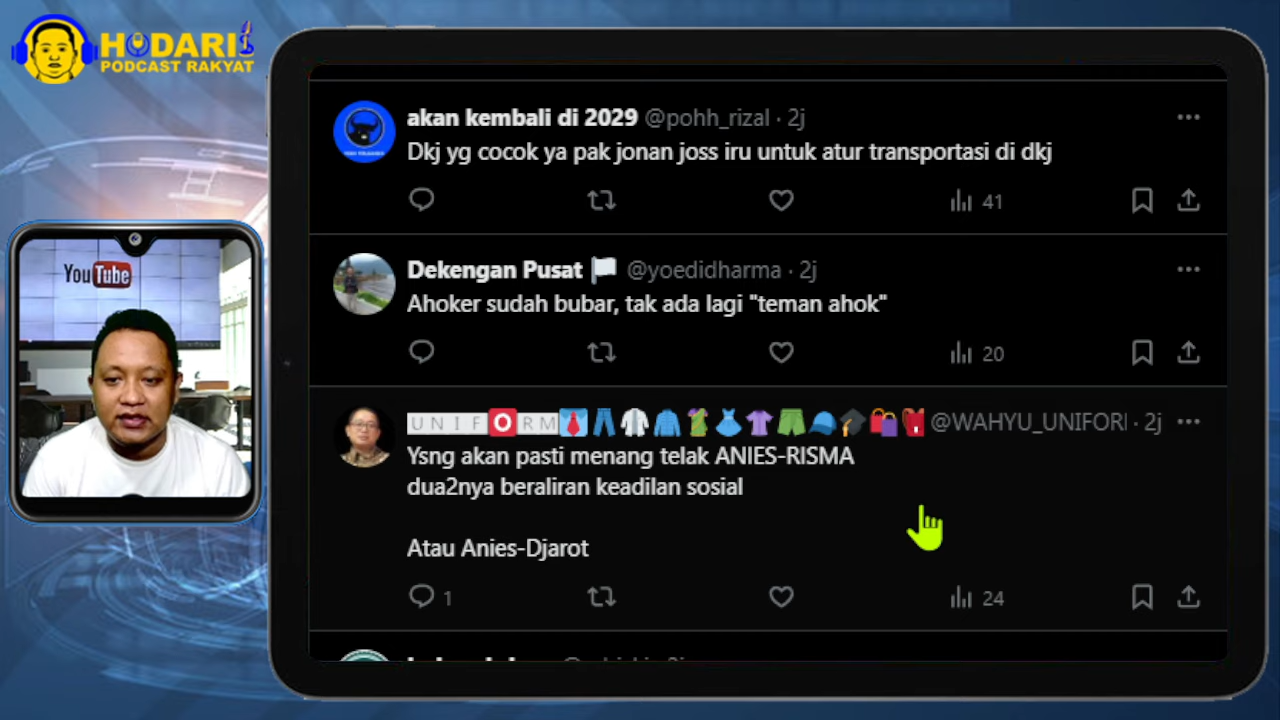 HODARI
PODCAST RAKYAT
YouTube
akan kembali di 2029 @pohh_rizal · 2j
Dkj yg cocok ya pak jonan joss iru untuk atur transportasi di dkj
41
Dekengan Pusat @yoedidharma · 2j
Ahoker sudah bubar, tak ada lagi "teman ahok"
20
UNIFORM @WAHYU_UNIFOR · 2j
Ysng akan pasti menang telak ANIES-RISMA
dua2nya beraliran keadilan sosial
Atau Anies-Djarot
1 24